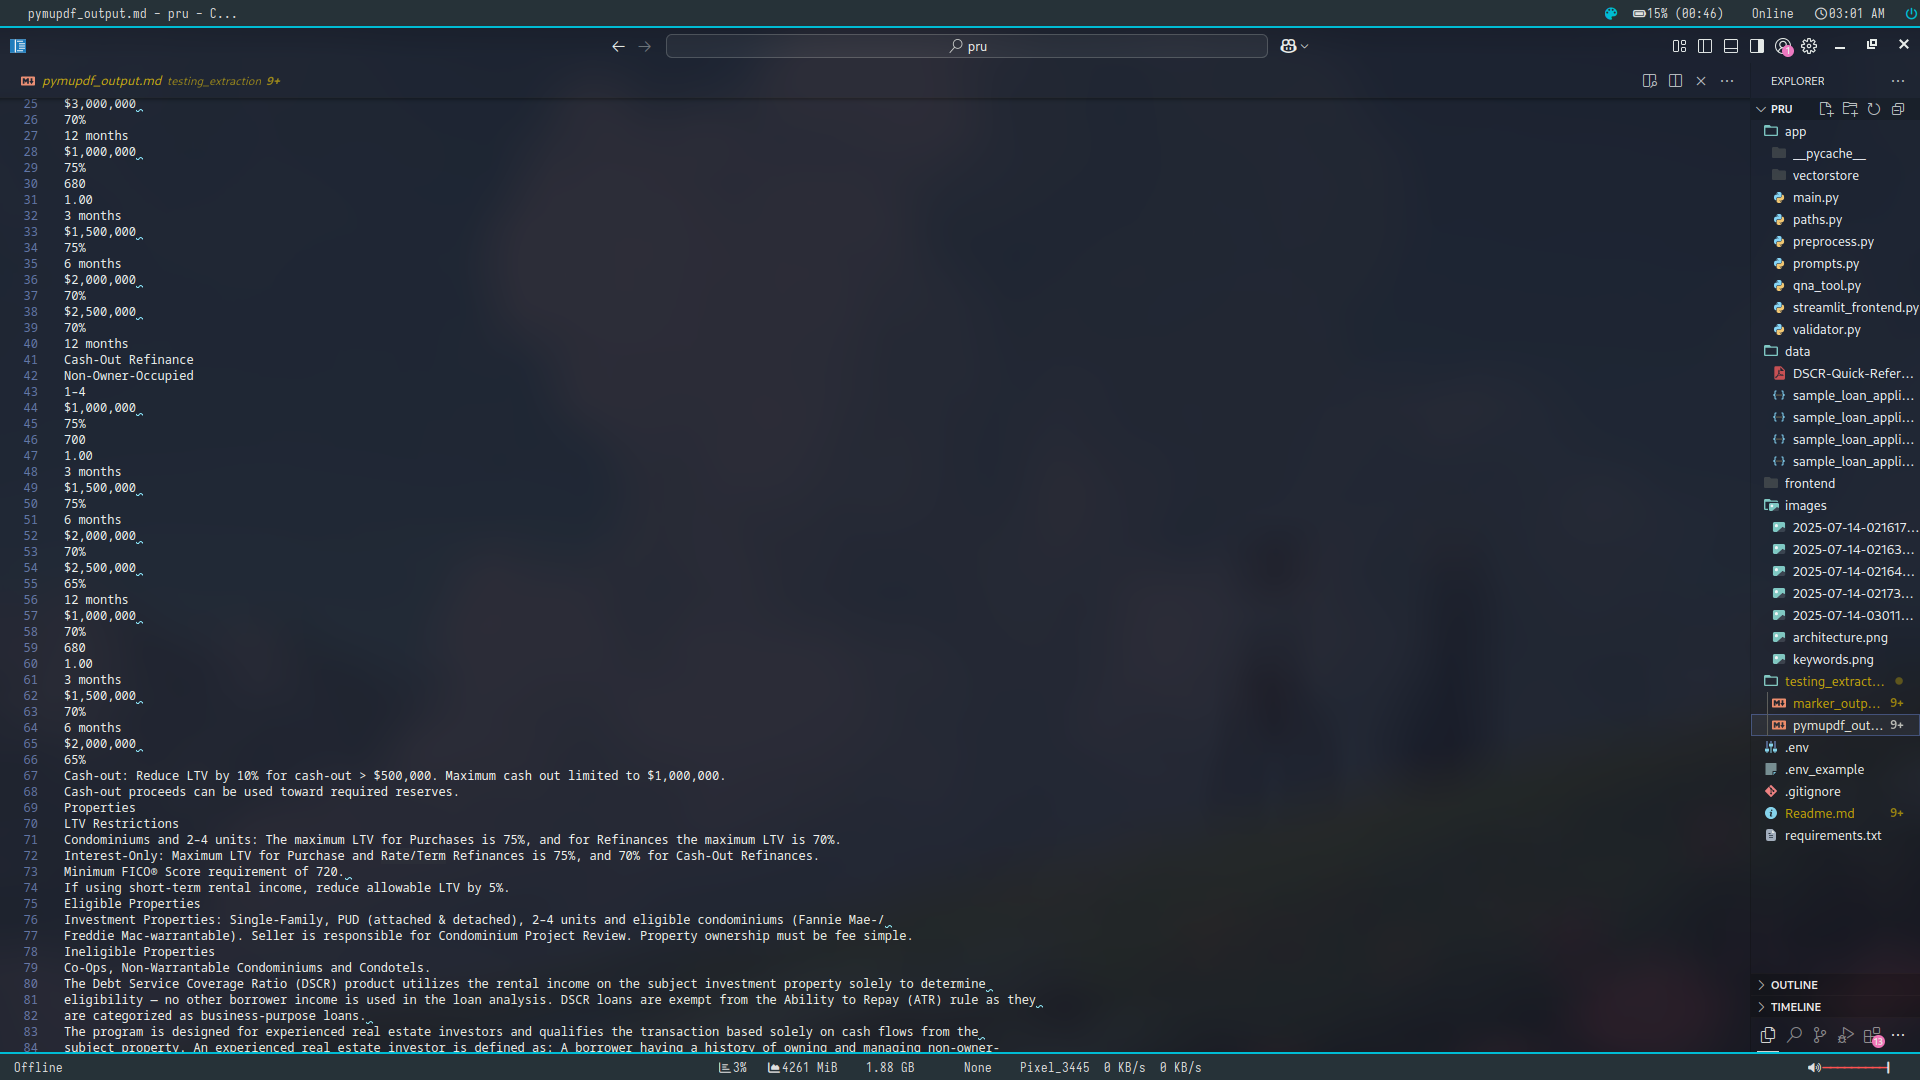 pymupdf_output.md - pru - C...
15% (00:46)
Online
03:01 AM
pru
1
pymupdf_output.md testing_extraction 9+
25 $3,000,000
26 70%
27 12 months
28 $1,000,000
29 75%
30 680
31 1.00
32 3 months
33 $1,500,000
34 75%
35 6 months
36 $2,000,000
37 70%
38 $2,500,000
39 70%
40 12 months
41 Cash-Out Refinance
42 Non-Owner-Occupied
43 1-4
44 $1,000,000
45 75%
46 700
47 1.00
48 3 months
49 $1,500,000
50 75%
51 6 months
52 $2,000,000
53 70%
54 $2,500,000
55 65%
56 12 months
57 $1,000,000
58 70%
59 680
60 1.00
61 3 months
62 $1,500,000
63 70%
64 6 months
65 $2,000,000
66 65%
67 Cash-out: Reduce LTV by 10% for cash-out > $500,000. Maximum cash out limited to $1,000,000.
68 Cash-out proceeds can be used toward required reserves.
69 Properties
70 LTV Restrictions
71 Condominiums and 2–4 units: The maximum LTV for Purchases is 75%, and for Refinances the maximum LTV is 70%.
72 Interest-Only: Maximum LTV for Purchase and Rate/Term Refinances is 75%, and 70% for Cash-Out Refinances.
73 Minimum FICO® Score requirement of 720.
74 If using short-term rental income, reduce allowable LTV by 5%.
75 Eligible Properties
76 Investment Properties: Single-Family, PUD (attached & detached), 2–4 units and eligible condominiums (Fannie Mae-/
77 Freddie Mac-warrantable). Seller is responsible for Condominium Project Review. Property ownership must be fee simple.
78 Ineligible Properties
79 Co-Ops, Non-Warrantable Condominiums and Condotels.
80 The Debt Service Coverage Ratio (DSCR) product utilizes the rental income on the subject investment property solely to determine
81 eligibility – no other borrower income is used in the loan analysis. DSCR loans are exempt from the Ability to Repay (ATR) rule as they
82 are categorized as business-purpose loans.
83 The program is designed for experienced real estate investors and qualifies the transaction based solely on cash flows from the
84 subject property. An experienced real estate investor is defined as: A borrower having a history of owning and managing non-owner-
EXPLORER
PRU
app
__pycache__
vectorstore
main.py
paths.py
preprocess.py
prompts.py
qna_tool.py
streamlit_frontend.py
validator.py
data
DSCR-Quick-Refer...
sample_loan_appli...
sample_loan_appli...
sample_loan_appli...
sample_loan_appli...
frontend
images
2025-07-14-021617...
2025-07-14-02163...
2025-07-14-02164...
2025-07-14-02173...
2025-07-14-03011...
architecture.png
keywords.png
testing_extract...
marker_outp... 9+
pymupdf_out... 9+
.env
.env_example
.gitignore
Readme.md 9+
requirements.txt
OUTLINE
TIMELINE
13
Offline
3%
4261 MiB
1.88 GB
None
Pixel_3445
0 KB/s
0 KB/s